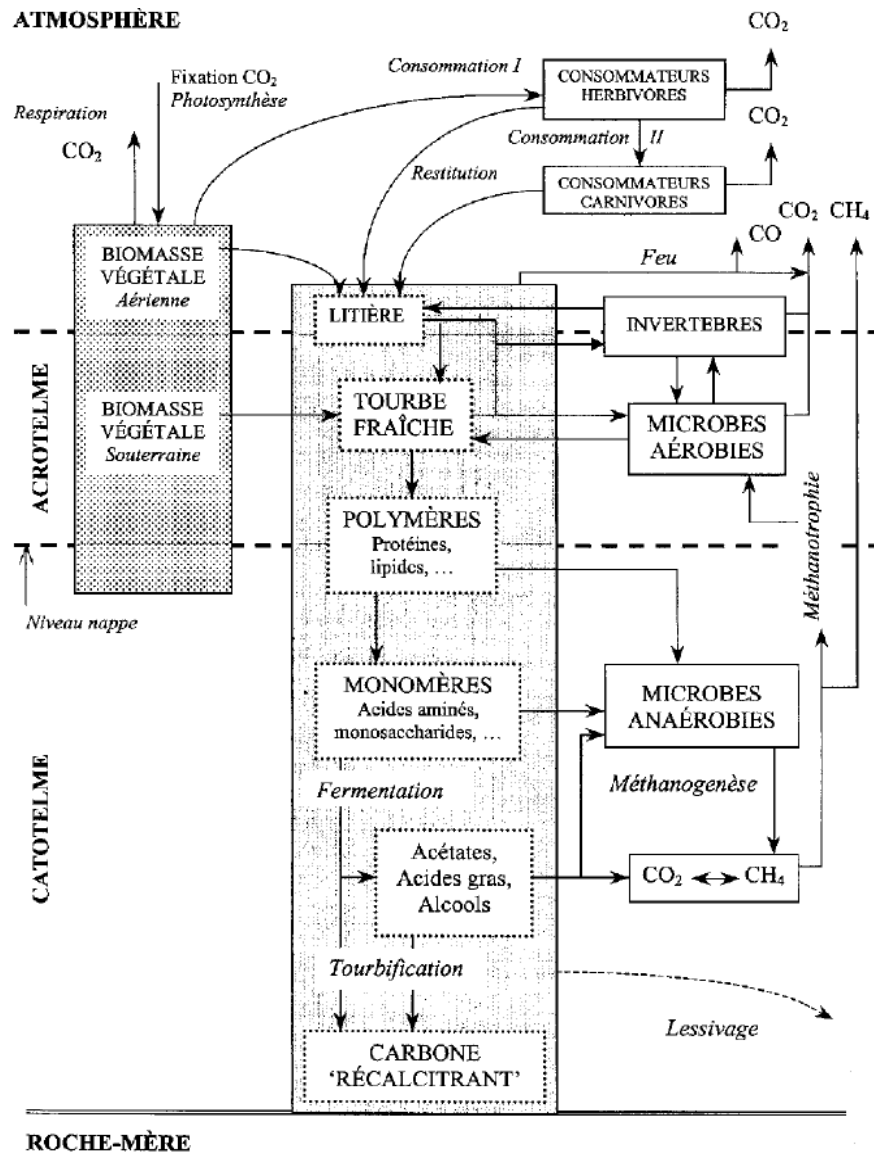 ATMOSPHÈRE
CO₂
Fixation CO₂
Photosynthèse
Consommation I
CONSOMMATEURS
HERBIVORES
Respiration
CO₂
CO₂
Consommation II
Restitution
CONSOMMATEURS
CARNIVORES
CO₂ CH₄
CO
Feu
BIOMASSE
VÉGÉTALE
Aérienne
LITIÈRE
INVERTEBRES
ACROTELME
BIOMASSE
VÉGÉTALE
Souterraine
TOURBE
FRAÎCHE
MICROBES
AÉROBIES
POLYMÈRES
Protéines,
lipides, ...
Méthanotrophie
Niveau nappe
MONOMÈRES
Acides aminés,
monosaccharides, ...
MICROBES
ANAÉROBIES
CATOTELME
Fermentation
Méthanogenèse
Acétates,
Acides gras,
Alcools
CO₂ CH₄
Tourbification
Lessivage
CARBONE
‘RÉCALCITRANT’
ROCHE-MÈRE